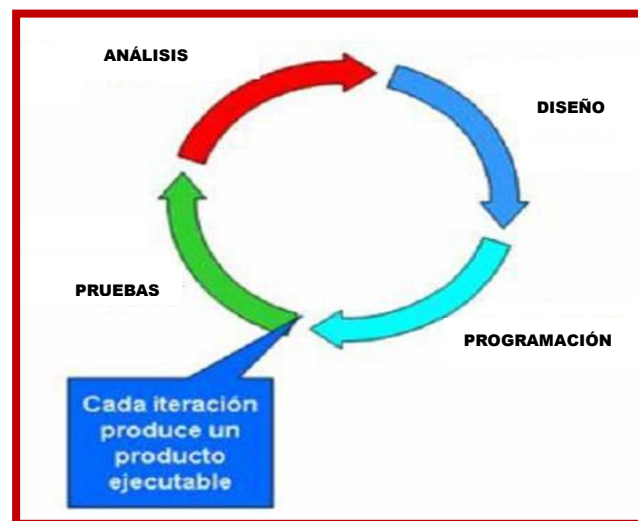 ANÁLISIS
DISEÑO
PRUEBAS
PROGRAMACIÓN
Cada iteración
produce un
producto
ejecutable